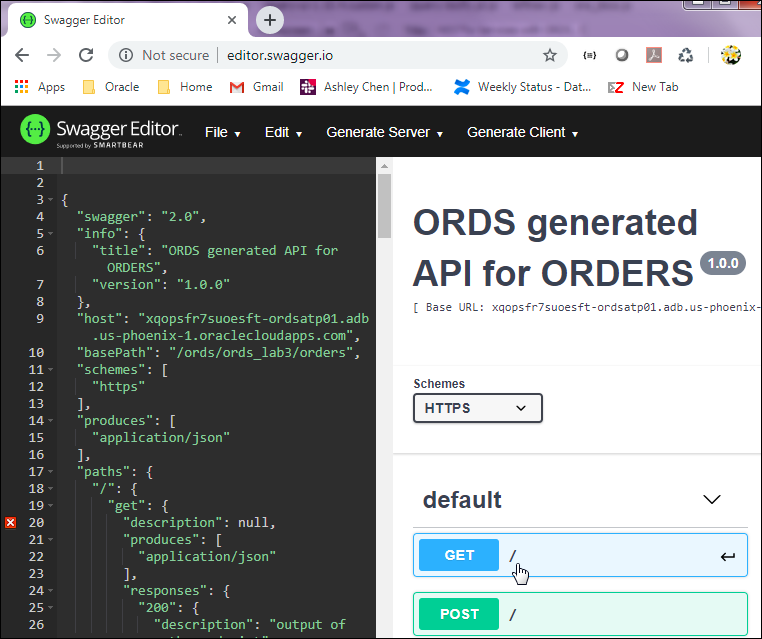 Swagger Editor
Not secure | editor.swagger.io
Apps Oracle Home Gmail Ashley Chen | Prod... Weekly Status - Dat... New Tab
Swagger Editor
Supported by SMARTBEAR
File Edit Generate Server Generate Client
1
2
3 {
4 "swagger": "2.0",
5 "info": {
6 "title": "ORDS generated API for
ORDERS",
7 "version": "1.0.0"
8 },
9 "host": "xqopsfr7suoesft-ordsatp01.adb
.us-phoenix-1.oraclecloudapps.com",
10 "basePath": "/ords/ords_lab3/orders",
11 "schemes": [
12 "https"
13 ],
14 "produces": [
15 "application/json"
16 ],
17 "paths": {
18 "/": {
19 "get": {
20 "description": null,
21 "produces": [
22 "application/json"
23 ],
24 "responses": {
25 "200": {
26 "description": "output of
ORDS generated
API for ORDERS 1.0.0
[ Base URL: xqopsfr7suoesft-ordsatp01.adb.us-phoenix-
Schemes
HTTPS
default
GET /
POST /